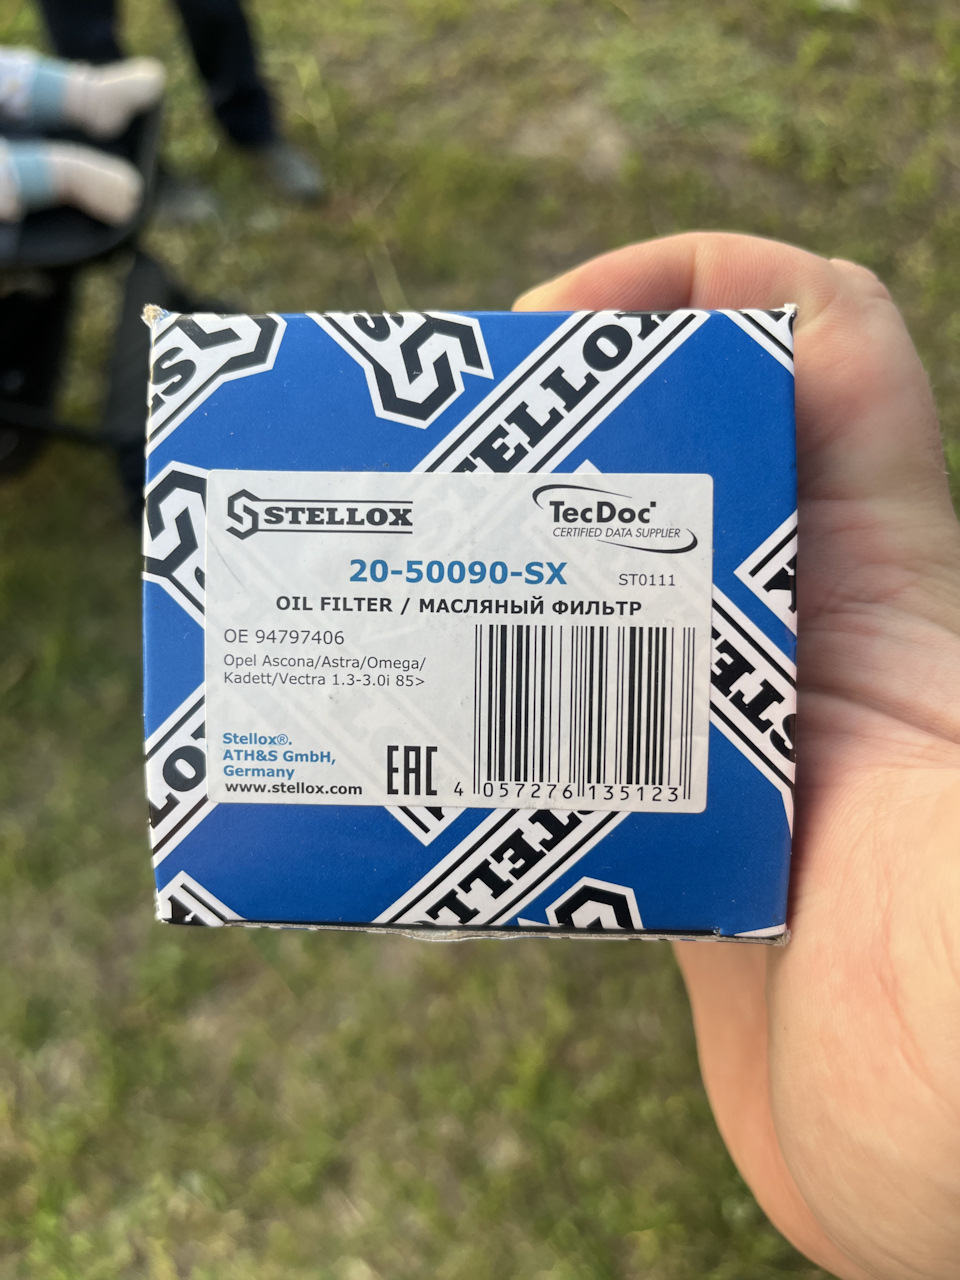 STELLOX
STELLOX
TecDoc
CERTIFIED DATA SUPPLIER
20-50090-SX
ST0111
OIL FILTER / МАСЛЯНЫЙ ФИЛЬТР
OE 94797406
Opel Ascona/Astra/Omega/
Kadett/Vectra 1.3-3.0i 85>
Stellox®.
ATH&S GmbH,
Germany
www.stellox.com
EAC
4 057276 135123